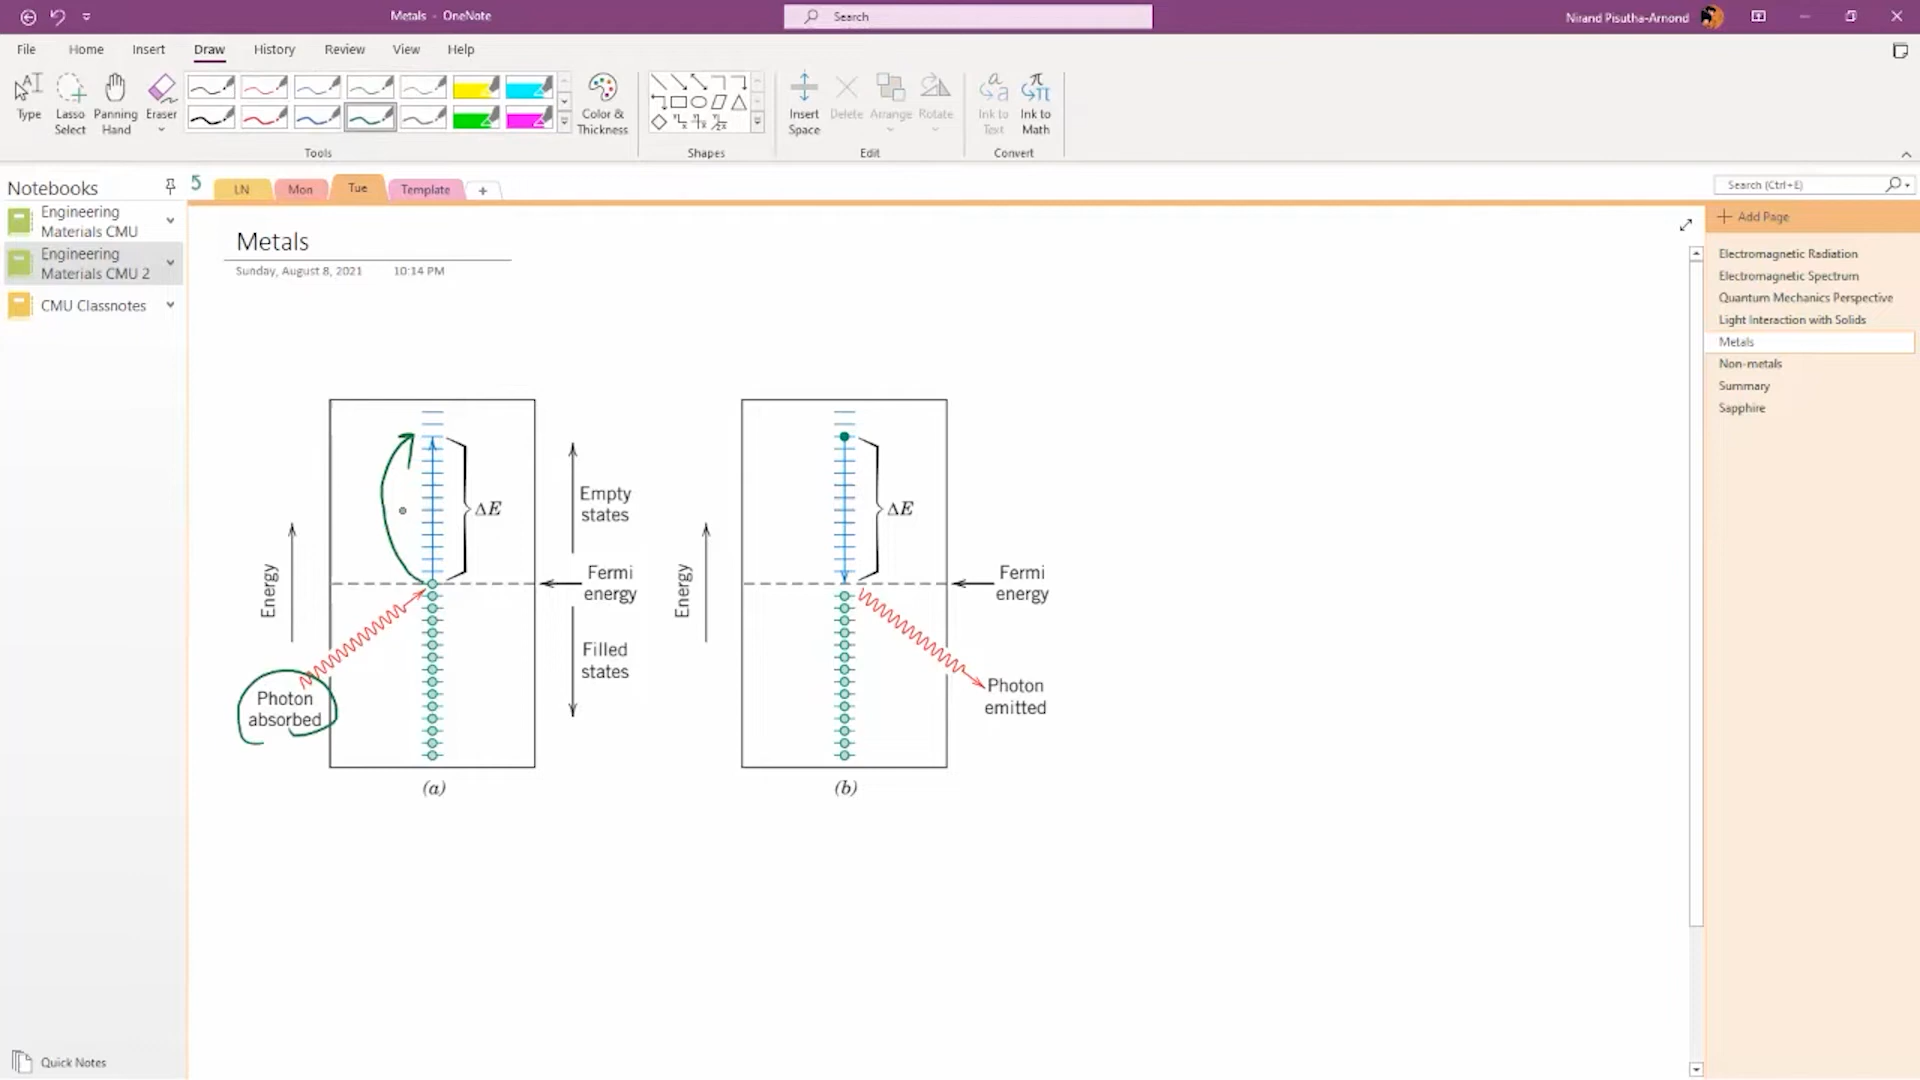 Metals - OneNote
Search
Nirand Pisutha-Arnond
File Home Insert Draw History Review View Help
Type
Lasso
Select
Panning
Hand
Eraser
Color &
Thickness
Insert
Space
Delete
Arrange
Rotate
Ink to
Text
Ink to
Math
Tools
Shapes
Edit
Convert
Notebooks
Engineering
Materials CMU
Engineering
Materials CMU 2
CMU Classnotes
Quick Notes
LN Mon Tue Template +
Search (Ctrl+E)
Add Page
Electromagnetic Radiation
Electromagnetic Spectrum
Quantum Mechanics Perspective
Light Interaction with Solids
Metals
Non-metals
Summary
Sapphire
Metals
Sunday, August 8, 2021 10:14 PM
Energy
Photon
absorbed
ΔE
Empty
states
Fermi
energy
Filled
states
(a)
Energy
ΔE
Fermi
energy
Photon
emitted
(b)